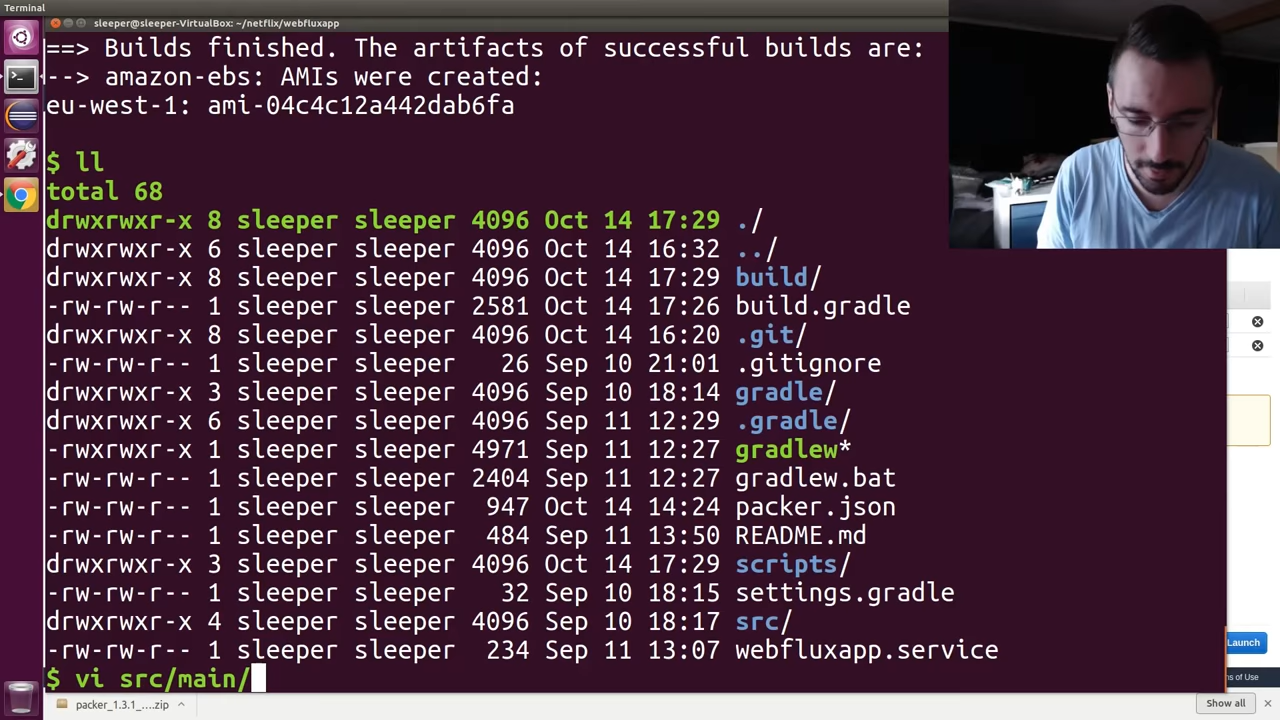 Terminal
sleeper@sleeper-VirtualBox: ~/netflix/webfluxapp
==> Builds finished. The artifacts of successful builds are:
--> amazon-ebs: AMIs were created:
eu-west-1: ami-04c4c12a442dab6fa
$ ll
total 68
drwxrwxr-x 8 sleeper sleeper 4096 Oct 14 17:29 ./
drwxrwxr-x 6 sleeper sleeper 4096 Oct 14 16:32 ../
drwxrwxr-x 8 sleeper sleeper 4096 Oct 14 17:29 build/
-rw-rw-r-- 1 sleeper sleeper 2581 Oct 14 17:26 build.gradle
drwxrwxr-x 8 sleeper sleeper 4096 Oct 14 16:20 .git/
-rw-rw-r-- 1 sleeper sleeper 26 Sep 10 21:01 .gitignore
drwxrwxr-x 3 sleeper sleeper 4096 Sep 10 18:14 gradle/
drwxrwxr-x 6 sleeper sleeper 4096 Sep 11 12:29 .gradle/
-rwxrwxr-x 1 sleeper sleeper 4971 Sep 11 12:27 gradlew*
-rw-rw-r-- 1 sleeper sleeper 2404 Sep 11 12:27 gradlew.bat
-rw-rw-r-- 1 sleeper sleeper 947 Oct 14 14:24 packer.json
-rw-rw-r-- 1 sleeper sleeper 484 Sep 11 13:50 README.md
drwxrwxr-x 3 sleeper sleeper 4096 Oct 14 17:29 scripts/
-rw-rw-r-- 1 sleeper sleeper 32 Sep 10 18:15 settings.gradle
drwxrwxr-x 4 sleeper sleeper 4096 Sep 10 18:17 src/
-rw-rw-r-- 1 sleeper sleeper 234 Sep 11 13:07 webfluxapp.service
$ vi src/main/
Launch
ns of Use
packer_1.3.1_....zip
Show all